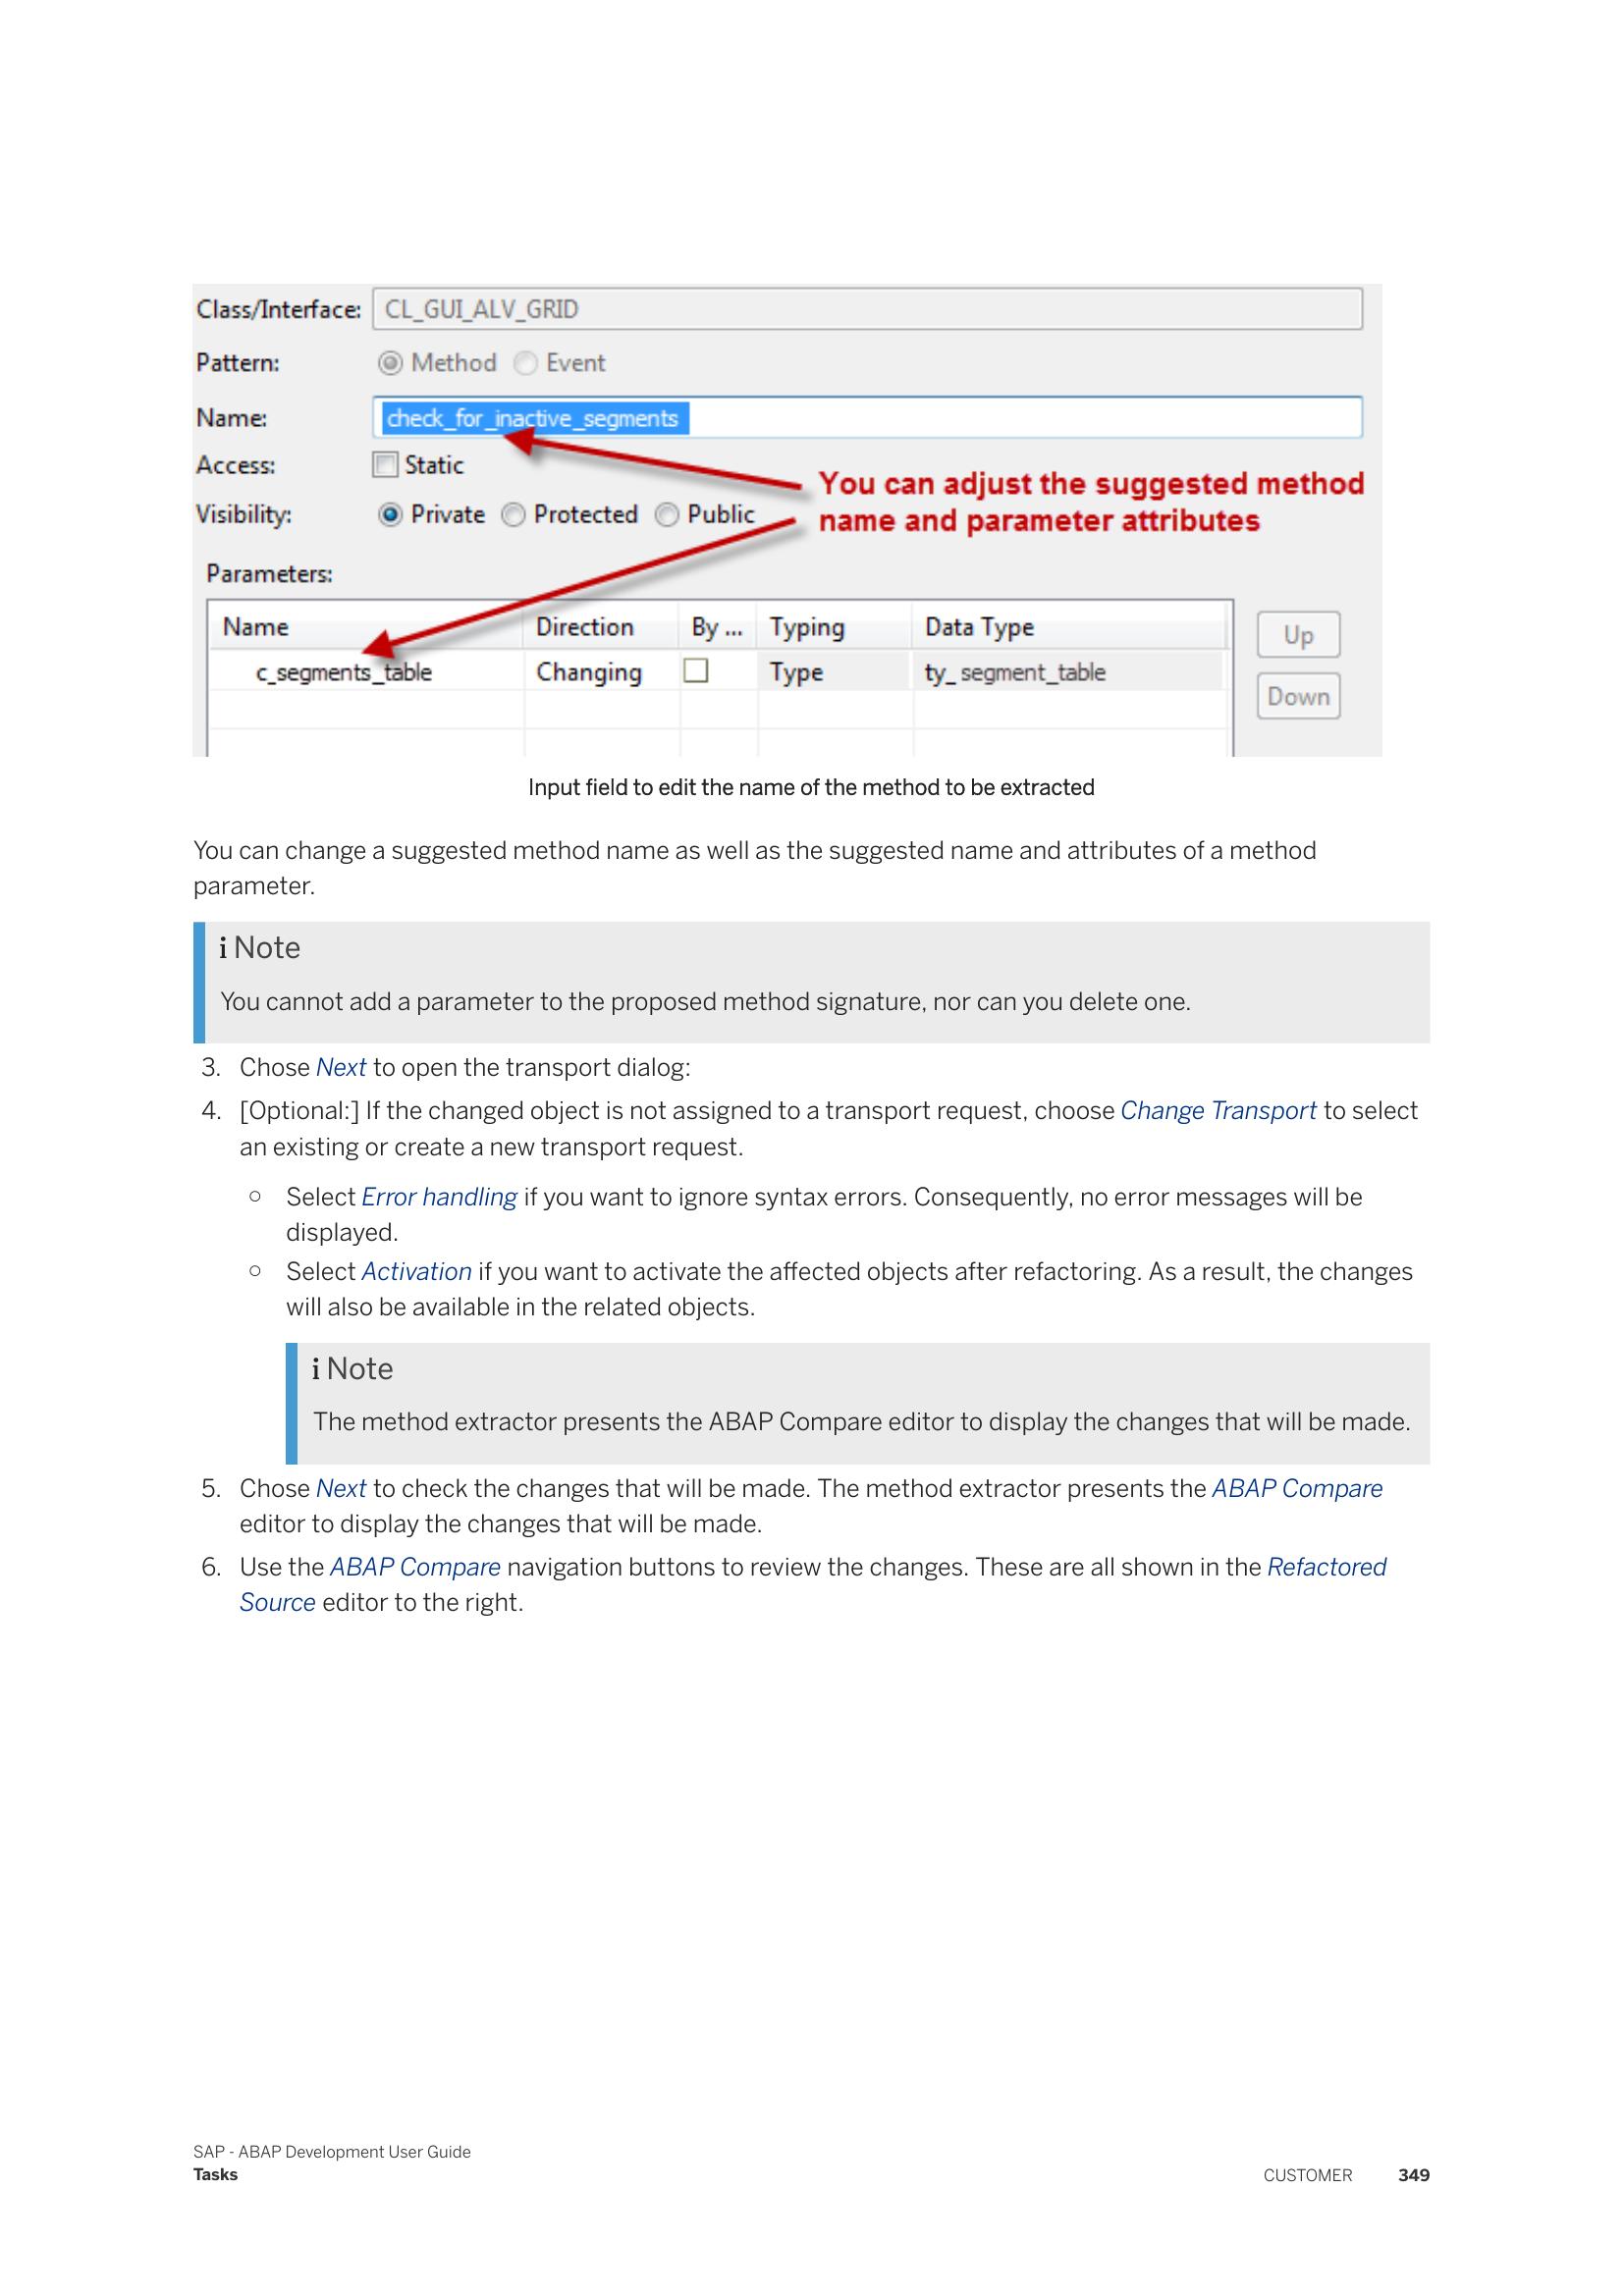 Class/Interface: CL_GUI_ALV_GRID
Pattern: Method Event
Name: check_for_inactive_segments
Access: Static
You can adjust the suggested method
name and parameter attributes
Visibility: Private Protected Public
Parameters:
Name Direction By ... Typing Data Type Up
c_segments_table Changing Type ty_ segment_table Down
Input field to edit the name of the method to be extracted
You can change a suggested method name as well as the suggested name and attributes of a method
parameter.
i Note
You cannot add a parameter to the proposed method signature, nor can you delete one.
3. Chose Next to open the transport dialog:
4. [Optional:] If the changed object is not assigned to a transport request, choose Change Transport to select
an existing or create a new transport request.
○ Select Error handling if you want to ignore syntax errors. Consequently, no error messages will be
displayed.
○ Select Activation if you want to activate the affected objects after refactoring. As a result, the changes
will also be available in the related objects.
i Note
The method extractor presents the ABAP Compare editor to display the changes that will be made.
5. Chose Next to check the changes that will be made. The method extractor presents the ABAP Compare
editor to display the changes that will be made.
6. Use the ABAP Compare navigation buttons to review the changes. These are all shown in the Refactored
Source editor to the right.
SAP - ABAP Development User Guide
Tasks
CUSTOMER 349